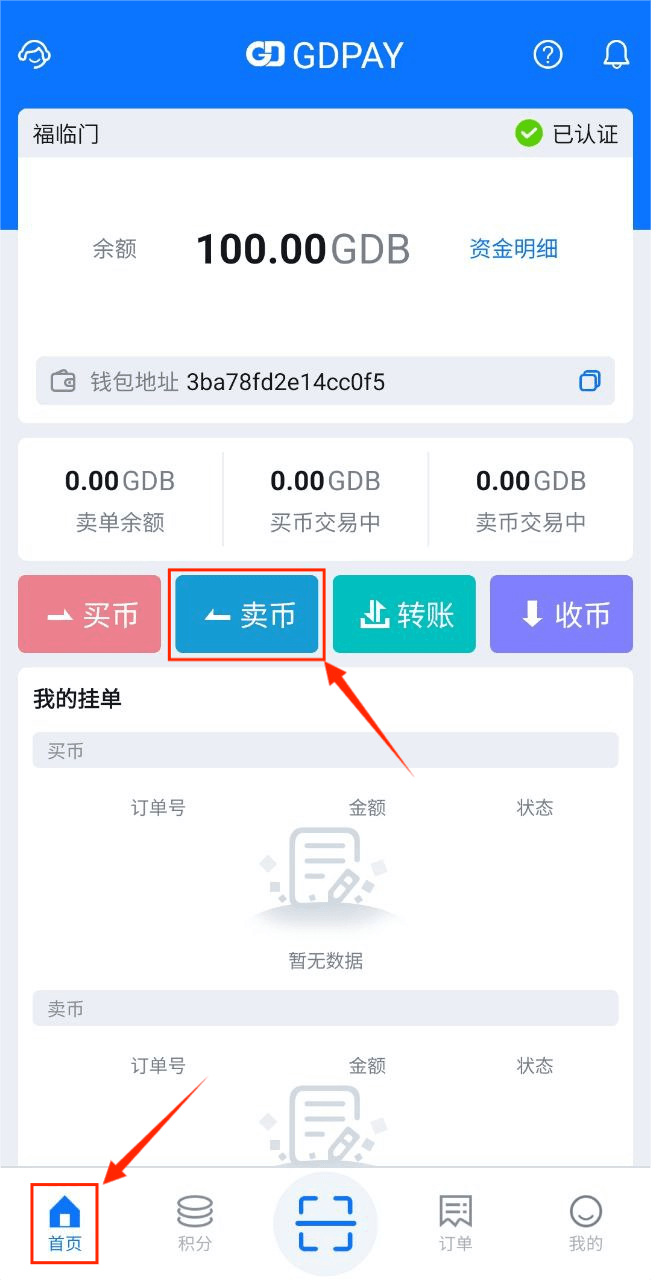 GDPAY
福临门 已认证
余额 100.00GDB 资金明细
钱包地址 3ba78fd2e14cc0f5
0.00GDB 0.00GDB 0.00GDB
卖单余额 买币交易中 卖币交易中
买币 卖币 转账 收币
我的挂单
买币
订单号 金额 状态
暂无数据
卖币
订单号 金额 状态
首页 积分 订单 我的